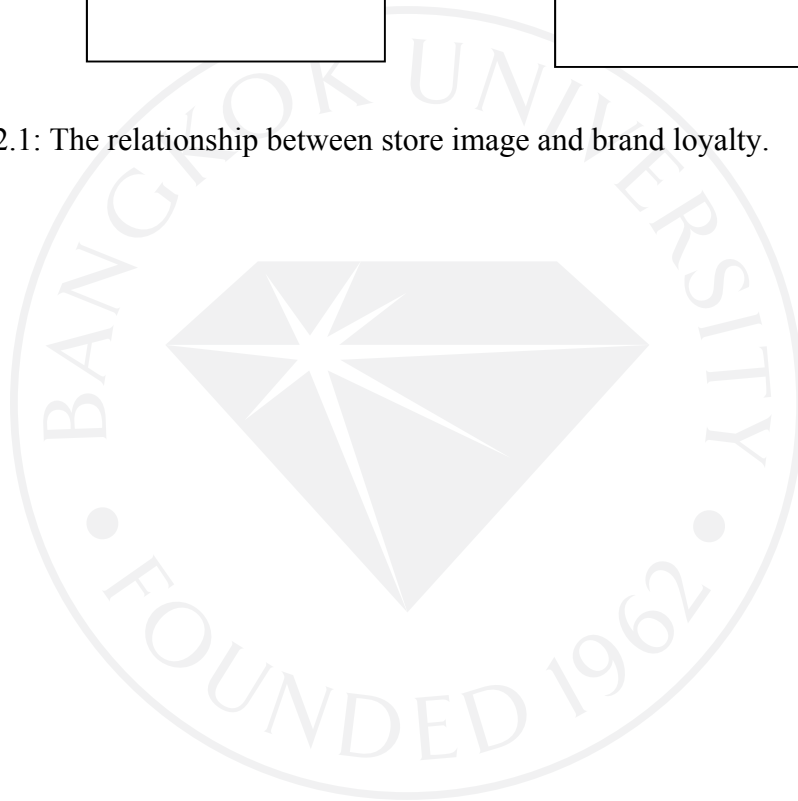 2.1: The relationship between store image and brand loyalty.
BANGKOK UNIVERSITY
FOUNDED 1962